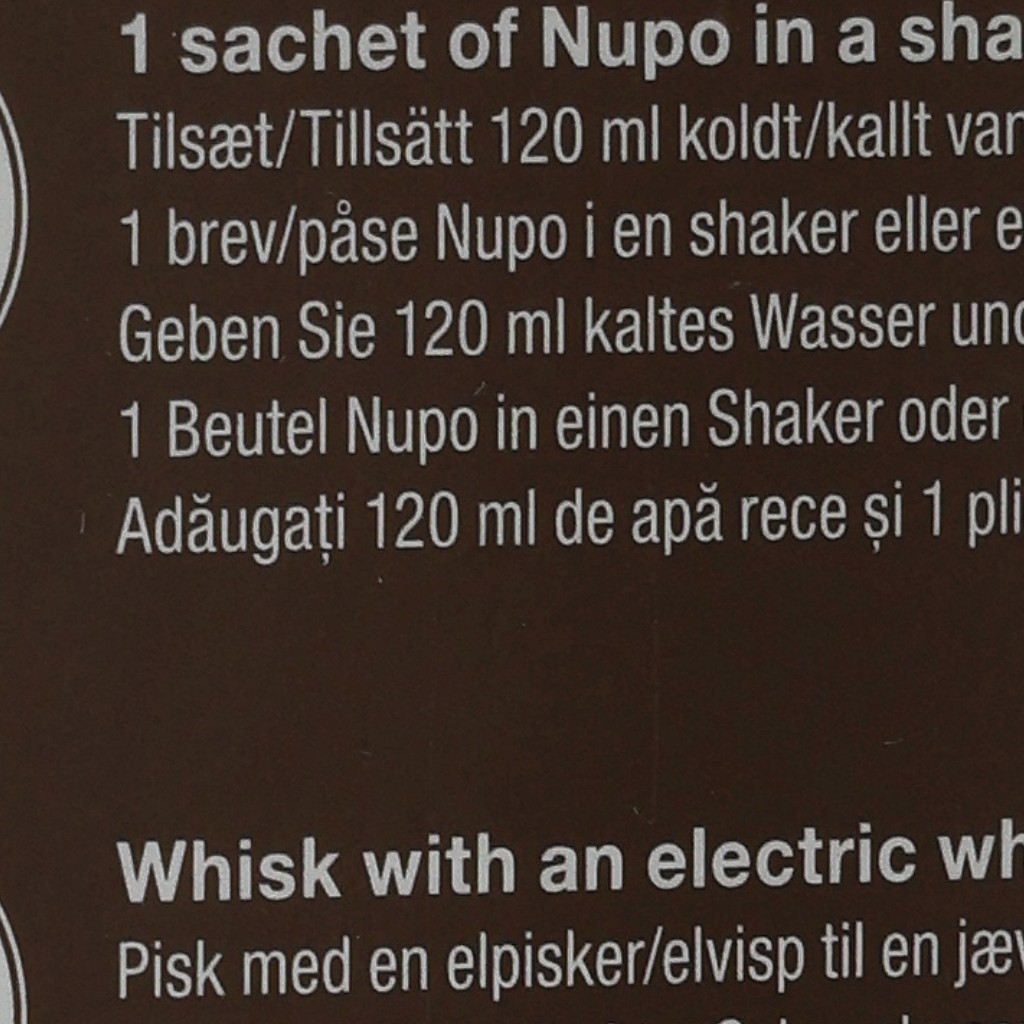 1 sachet of Nupo in a sha
Tilsæt/Tillsätt 120 ml koldt/kallt van
1 brev/påse Nupo i en shaker eller e
Geben Sie 120 ml kaltes Wasser und
1 Beutel Nupo in einen Shaker oder
Adăugați 120 ml de apă rece și 1 pli
Whisk with an electric wh
Pisk med en elpisker/elvisp til en jæv